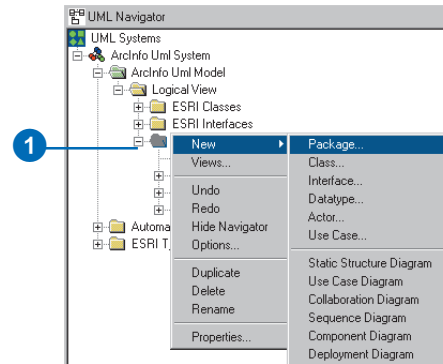 UML Navigator
UML Systems
ArcInfo Uml System
ArcInfo Uml Model
Logical View
ESRI Classes
ESRI Interfaces
1
New
Views...
Undo
Redo
Hide Navigator
Options...
Duplicate
Delete
Rename
Properties...
Package...
Class...
Interface...
Datatype...
Actor...
Use Case...
Static Structure Diagram
Use Case Diagram
Collaboration Diagram
Sequence Diagram
Component Diagram
Deployment Diagram
Automa
ESRI T